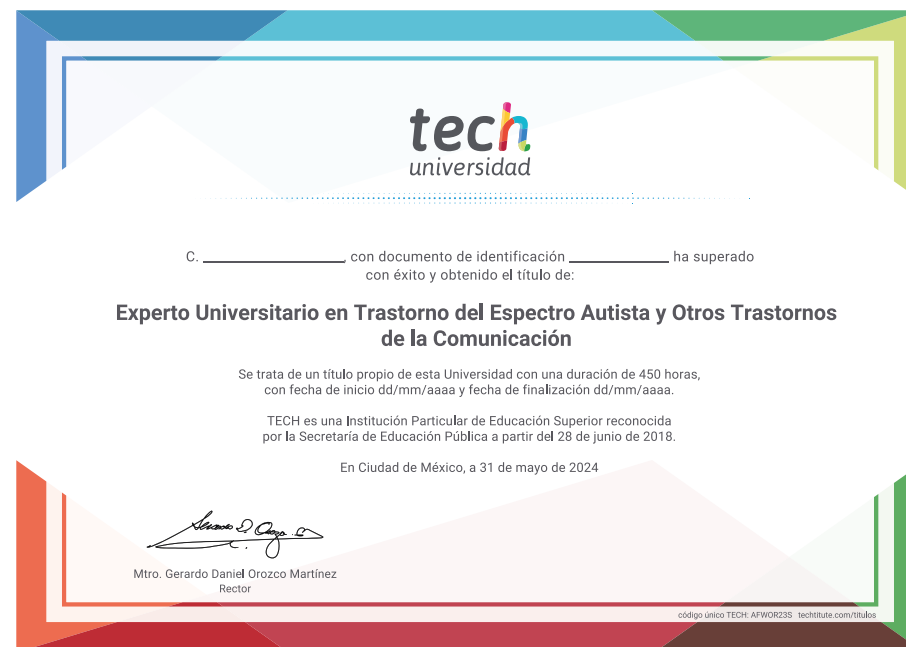 tech
universidad
C. ____________, con documento de identificación ____________ ha superado
con éxito y obtenido el título de:
Experto Universitario en Trastorno del Espectro Autista y Otros Trastornos
de la Comunicación
Se trata de un título propio de esta Universidad con una duración de 450 horas,
con fecha de inicio dd/mm/aaaa y fecha de finalización dd/mm/aaaa.
TECH es una Institución Particular de Educación Superior reconocida
por la Secretaría de Educación Pública a partir del 28 de junio de 2018.
En Ciudad de México, a 31 de mayo de 2024
Mtro. Gerardo Daniel Orozco Martínez
Rector
código único TECH: AFWOR23S techtitute.com/titulos